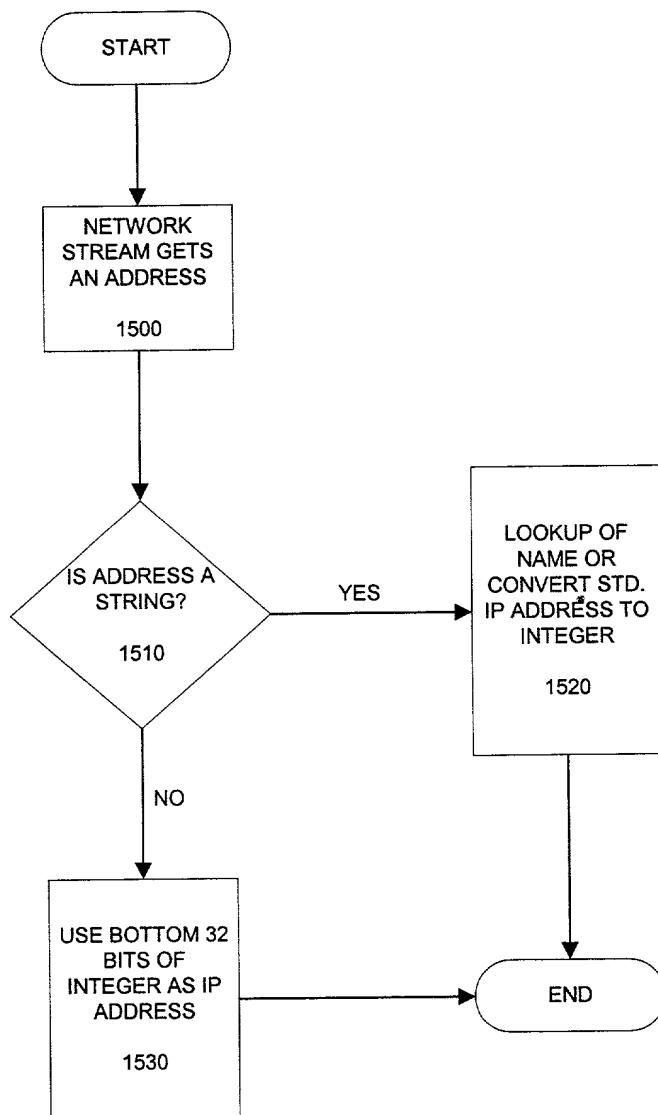 START
NETWORK
STREAM GETS
AN ADDRESS
1500
IS ADDRESS A
STRING?
1510
YES
LOOKUP OF
NAME OR
CONVERT STD.
IP ADDRESS TO
INTEGER
1520
NO
USE BOTTOM 32
BITS OF
INTEGER AS IP
ADDRESS
1530
END